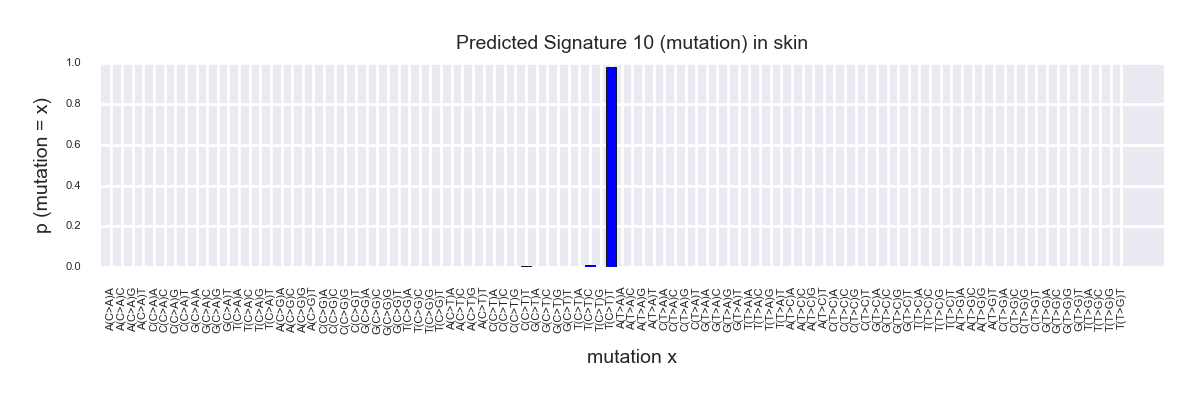 Predicted Signature 10 (mutation) in skin
p (mutation = x)
1.0
0.8
0.6
0.4
0.2
0.0
A(C>A)A
A(C>A)C
A(C>A)G
A(C>A)T
C(C>A)A
C(C>A)C
C(C>A)G
C(C>A)T
G(C>A)A
G(C>A)C
G(C>A)G
G(C>A)T
T(C>A)A
T(C>A)C
T(C>A)G
T(C>A)T
A(C>G)A
A(C>G)C
A(C>G)G
A(C>G)T
C(C>G)A
C(C>G)C
C(C>G)G
C(C>G)T
G(C>G)A
G(C>G)C
G(C>G)G
G(C>G)T
T(C>G)A
T(C>G)C
T(C>G)G
T(C>G)T
A(C>T)A
A(C>T)C
A(C>T)G
A(C>T)T
C(C>T)A
C(C>T)C
C(C>T)G
C(C>T)T
G(C>T)A
G(C>T)C
G(C>T)G
G(C>T)T
T(C>T)A
T(C>T)C
T(C>T)G
T(C>T)T
A(T>A)A
A(T>A)C
A(T>A)G
A(T>A)T
C(T>A)A
C(T>A)C
C(T>A)G
C(T>A)T
G(T>A)A
G(T>A)C
G(T>A)G
G(T>A)T
T(T>A)A
T(T>A)C
T(T>A)G
T(T>A)T
A(T>C)A
A(T>C)C
A(T>C)G
A(T>C)T
C(T>C)A
C(T>C)C
C(T>C)G
C(T>C)T
G(T>C)A
G(T>C)C
G(T>C)G
G(T>C)T
T(T>C)A
T(T>C)C
T(T>C)G
T(T>C)T
A(T>G)A
A(T>G)C
A(T>G)G
A(T>G)T
C(T>G)A
C(T>G)C
C(T>G)G
C(T>G)T
G(T>G)A
G(T>G)C
G(T>G)G
G(T>G)T
T(T>G)A
T(T>G)C
T(T>G)G
T(T>G)T
mutation x